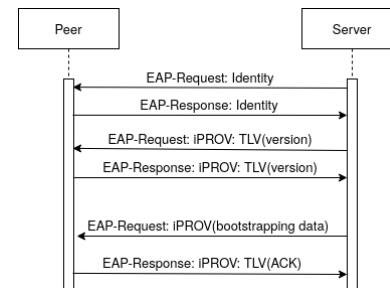 Peer
Server
EAP-Request: Identity
EAP-Response: Identity
EAP-Request: iPROV: TLV(version)
EAP-Response: iPROV: TLV(version)
EAP-Request: iPROV(bootstrapping data)
EAP-Response: iPROV: TLV(ACK)